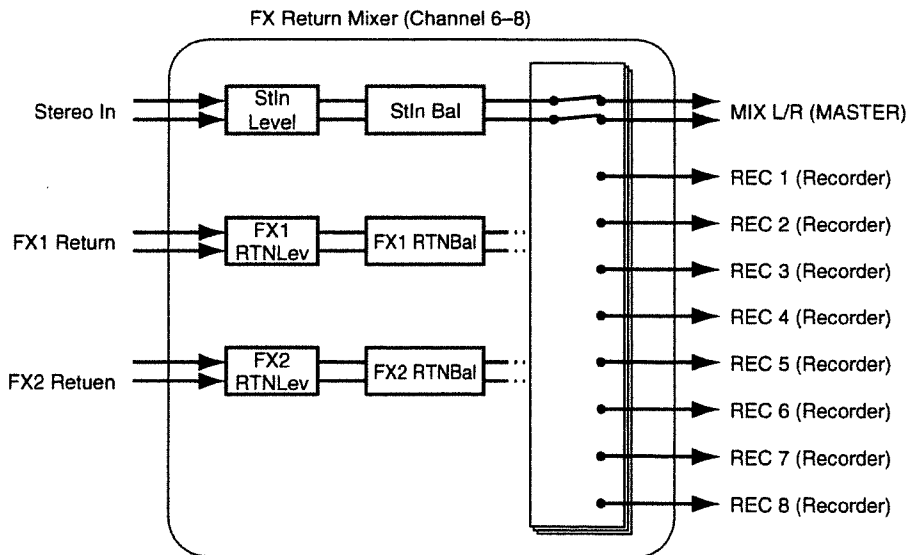 FX Return Mixer (Channel 6–8)
Stereo In
StIn
Level
StIn Bal
MIX L/R (MASTER)
REC 1 (Recorder)
FX1 Return
FX1
RTNLev
FX1 RTNBal
REC 2 (Recorder)
REC 3 (Recorder)
REC 4 (Recorder)
FX2 Retuen
FX2
RTNLev
FX2 RTNBal
REC 5 (Recorder)
REC 6 (Recorder)
REC 7 (Recorder)
REC 8 (Recorder)